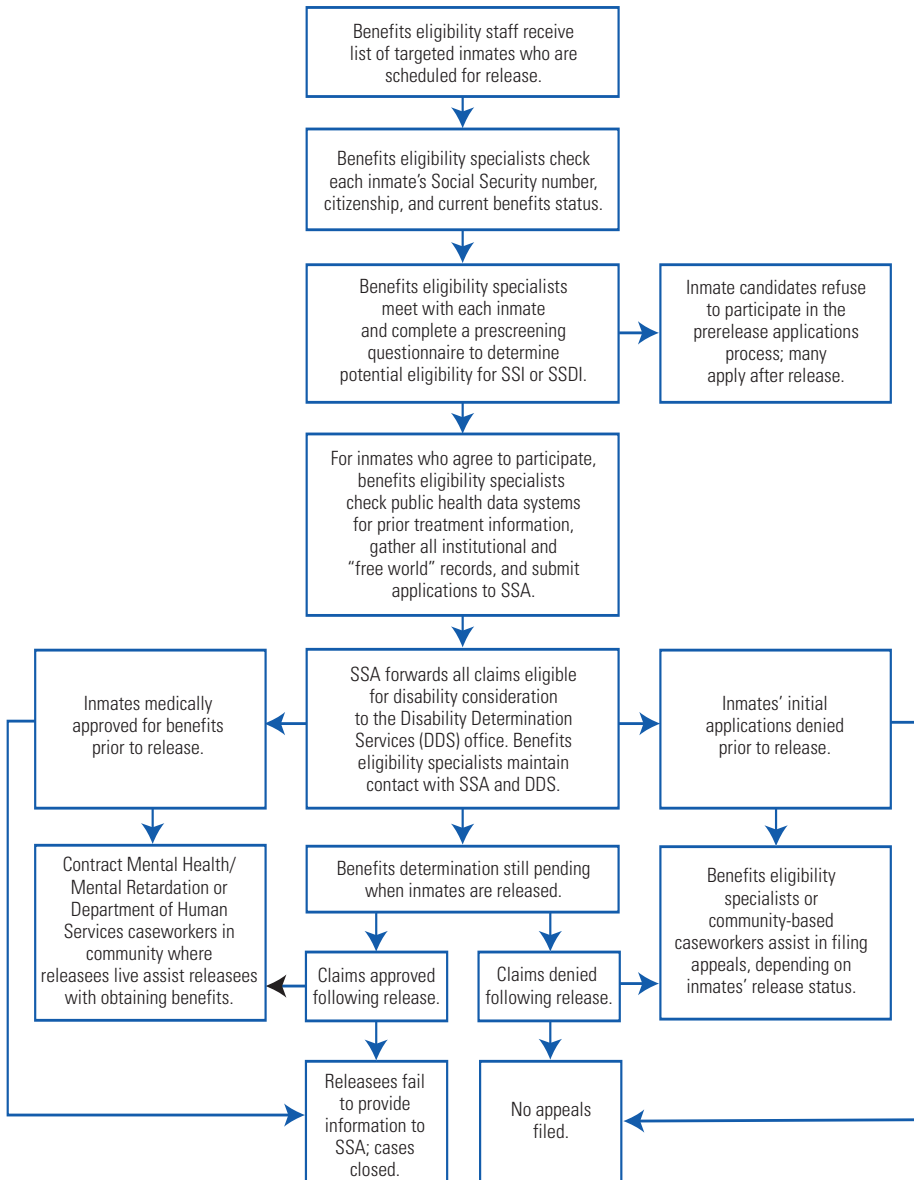 Benefits eligibility staff receive
list of targeted inmates who are
scheduled for release.
Benefits eligibility specialists check
each inmate’s Social Security number,
citizenship, and current benefits status.
Benefits eligibility specialists
meet with each inmate
and complete a prescreening
questionnaire to determine
potential eligibility for SSI or SSDI.
Inmate candidates refuse
to participate in the
prerelease applications
process; many
apply after release.
For inmates who agree to participate,
benefits eligibility specialists
check public health data systems
for prior treatment information,
gather all institutional and
“free world” records, and submit
applications to SSA.
Inmates medically
approved for benefits
prior to release.
SSA forwards all claims eligible
for disability consideration
to the Disability Determination
Services (DDS) office. Benefits
eligibility specialists maintain
contact with SSA and DDS.
Inmates’ initial
applications denied
prior to release.
Contract Mental Health/
Mental Retardation or
Department of Human
Services caseworkers in
community where
releasees live assist releasees
with obtaining benefits.
Benefits determination still pending
when inmates are released.
Benefits eligibility
specialists or
community-based
caseworkers assist in filing
appeals, depending on
inmates’ release status.
Claims approved
following release.
Claims denied
following release.
Releasees fail
to provide
information to
SSA; cases
closed.
No appeals
filed.